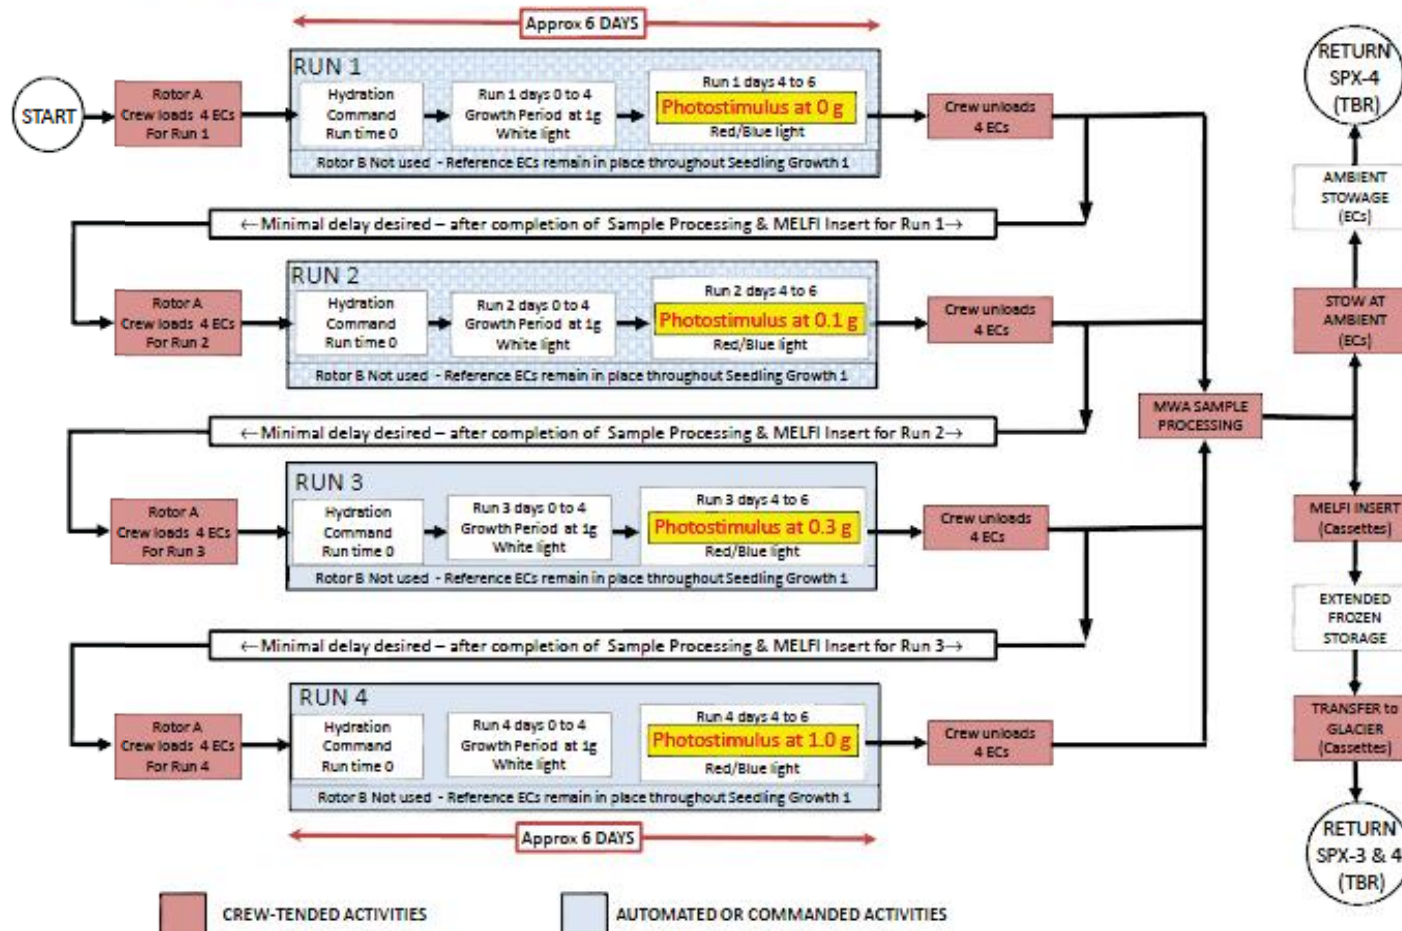 Approx 6 DAYS
START
Rotor A
Crew loads 4 ECs
For Run 1
RUN 1
Hydration
Command
Run time 0
Run 1 days 0 to 4
Growth Period at 1g
White light
Run 1 days 4 to 6
Photostimulus at 0 g
Red/Blue light
Rotor B Not used - Reference ECs remain in place throughout Seedling Growth 1
Crew unloads
4 ECs
←Minimal delay desired – after completion of Sample Processing & MELFI Insert for Run 1→
Rotor A
Crew loads 4 ECs
For Run 2
RUN 2
Hydration
Command
Run time 0
Run 2 days 0 to 4
Growth Period at 1g
White light
Run 2 days 4 to 6
Photostimulus at 0.1 g
Red/Blue light
Rotor B Not used - Reference ECs remain in place throughout Seedling Growth 1
Crew unloads
4 ECs
←Minimal delay desired – after completion of Sample Processing & MELFI Insert for Run 2→
Rotor A
Crew loads 4 ECs
For Run 3
RUN 3
Hydration
Command
Run time 0
Run 3 days 0 to 4
Growth Period at 1g
White light
Run 3 days 4 to 6
Photostimulus at 0.3 g
Red/Blue light
Rotor B Not used - Reference ECs remain in place throughout Seedling Growth 1
Crew unloads
4 ECs
←Minimal delay desired – after completion of Sample Processing & MELFI Insert for Run 3→
Rotor A
Crew loads 4 ECs
For Run 4
RUN 4
Hydration
Command
Run time 0
Run 4 days 0 to 4
Growth Period at 1g
White light
Run 4 days 4 to 6
Photostimulus at 1.0 g
Red/Blue light
Rotor B Not used - Reference ECs remain in place throughout Seedling Growth 1
Crew unloads
4 ECs
Approx 6 DAYS
MWA SAMPLE
PROCESSING
RETURN
SPX-4
(TBR)
AMBIENT
STOWAGE
(ECs)
STOW AT
AMBIENT
(ECs)
MELFI INSERT
(Cassettes)
EXTENDED
FROZEN
STORAGE
TRANSFER to
GLACIER
(Cassettes)
RETURN
SPX-3 & 4
(TBR)
CREW-TENDED ACTIVITIES
AUTOMATED OR COMMANDED ACTIVITIES